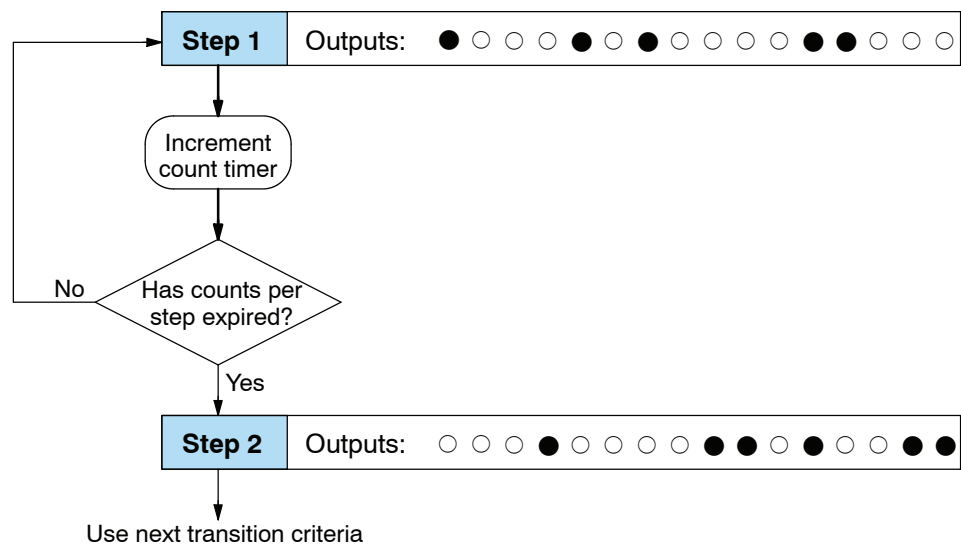 Step 1 Outputs:
Increment
count timer
No
Has counts per
step expired?
Yes
Step 2 Outputs:
Use next transition criteria